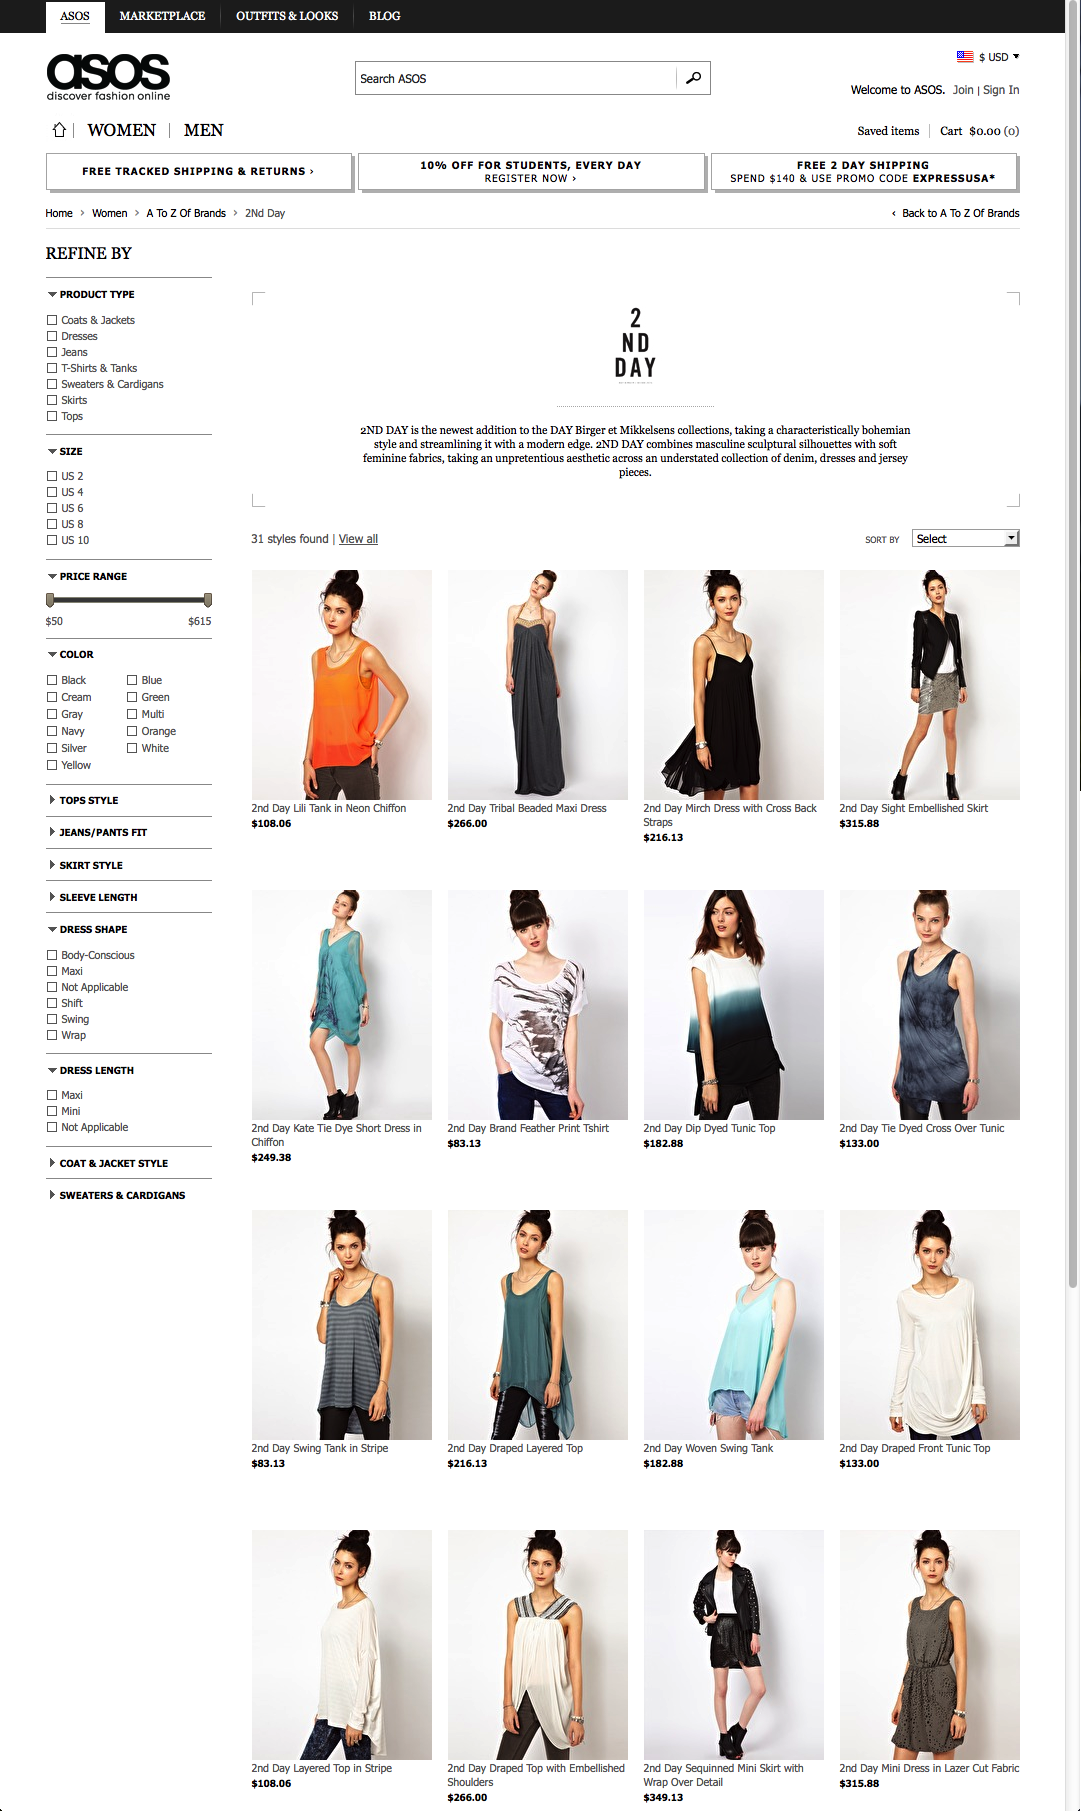 ASOS
MARKETPLACE
OUTFITS & LOOKS
BLOG
asos
discover fashion online
Search ASOS
$ USD
Welcome to ASOS. Join | Sign In
WOMEN | MEN
Saved items | Cart $0.00 (0)
FREE TRACKED SHIPPING & RETURNS ›
10% OFF FOR STUDENTS, EVERY DAY
REGISTER NOW ›
FREE 2 DAY SHIPPING
SPEND $140 & USE PROMO CODE EXPRESSUSA*
Home › Women › A To Z Of Brands › 2Nd Day
‹ Back to A To Z Of Brands
REFINE BY
PRODUCT TYPE
Coats & Jackets
Dresses
Jeans
T-Shirts & Tanks
Sweaters & Cardigans
Skirts
Tops
SIZE
US 2
US 4
US 6
US 8
US 10
PRICE RANGE
$50 $615
COLOR
Black Blue
Cream Green
Gray Multi
Navy Orange
Silver White
Yellow
TOPS STYLE
JEANS/PANTS FIT
SKIRT STYLE
SLEEVE LENGTH
DRESS SHAPE
Body-Conscious
Maxi
Not Applicable
Shift
Swing
Wrap
DRESS LENGTH
Maxi
Mini
Not Applicable
COAT & JACKET STYLE
SWEATERS & CARDIGANS
2
ND
DAY
2ND DAY is the newest addition to the DAY Birger et Mikkelsens collections, taking a characteristically bohemian
style and streamlining it with a modern edge. 2ND DAY combines masculine sculptural silhouettes with soft
feminine fabrics, taking an unpretentious aesthetic across an understated collection of denim, dresses and jersey
pieces.
31 styles found | View all
SORT BY Select
2nd Day Lili Tank in Neon Chiffon
$108.06
2nd Day Tribal Beaded Maxi Dress
$266.00
2nd Day Mirch Dress with Cross Back
Straps
$216.13
2nd Day Sight Embellished Skirt
$315.88
2nd Day Kate Tie Dye Short Dress in
Chiffon
$249.38
2nd Day Brand Feather Print Tshirt
$83.13
2nd Day Dip Dyed Tunic Top
$182.88
2nd Day Tie Dyed Cross Over Tunic
$133.00
2nd Day Swing Tank in Stripe
$83.13
2nd Day Draped Layered Top
$216.13
2nd Day Woven Swing Tank
$182.88
2nd Day Draped Front Tunic Top
$133.00
2nd Day Layered Top in Stripe
$108.06
2nd Day Draped Top with Embellished
Shoulders
$266.00
2nd Day Sequinned Mini Skirt with
Wrap Over Detail
$349.13
2nd Day Mini Dress in Lazer Cut Fabric
$315.88